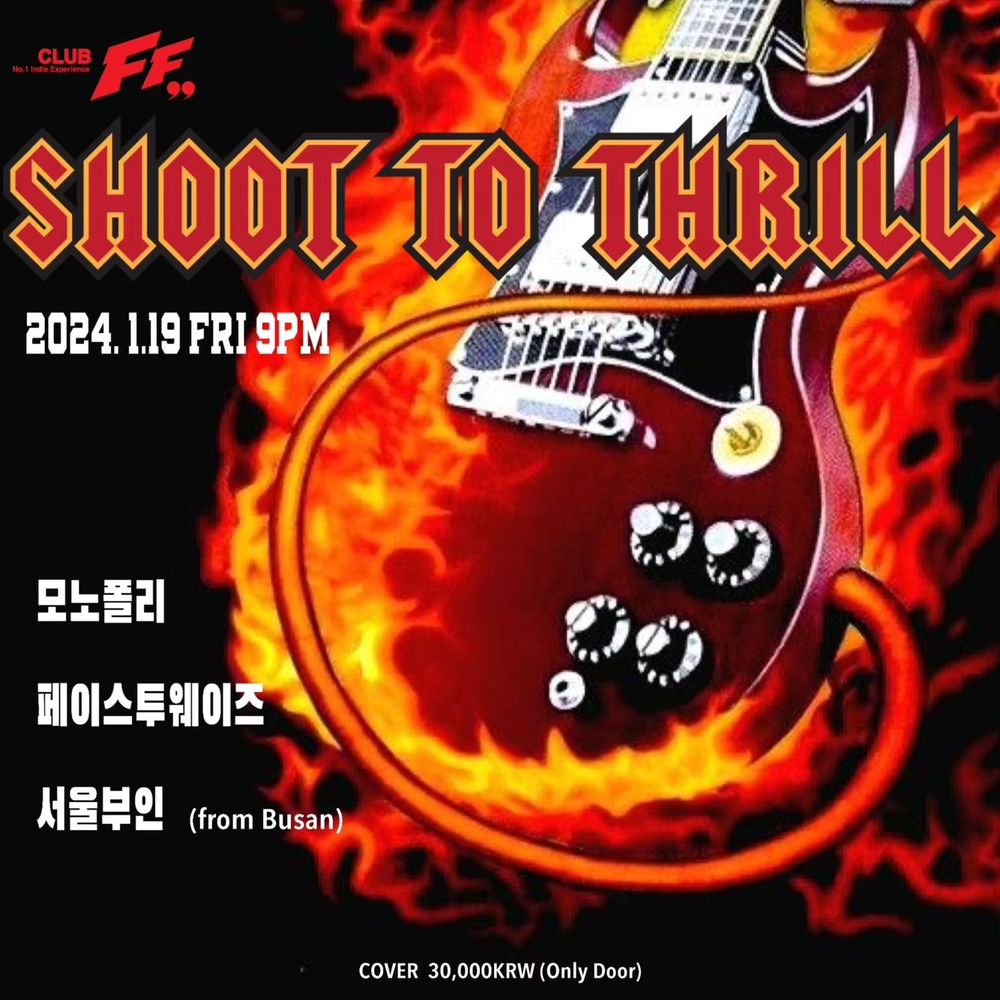 CLUB FF,,
No.1 Indie Experience
SHOOT TO THRILL
2024. 1.19 FRI 9PM
모노폴리
페이스투웨이즈
서울부인 (from Busan)
COVER 30,000KRW (Only Door)